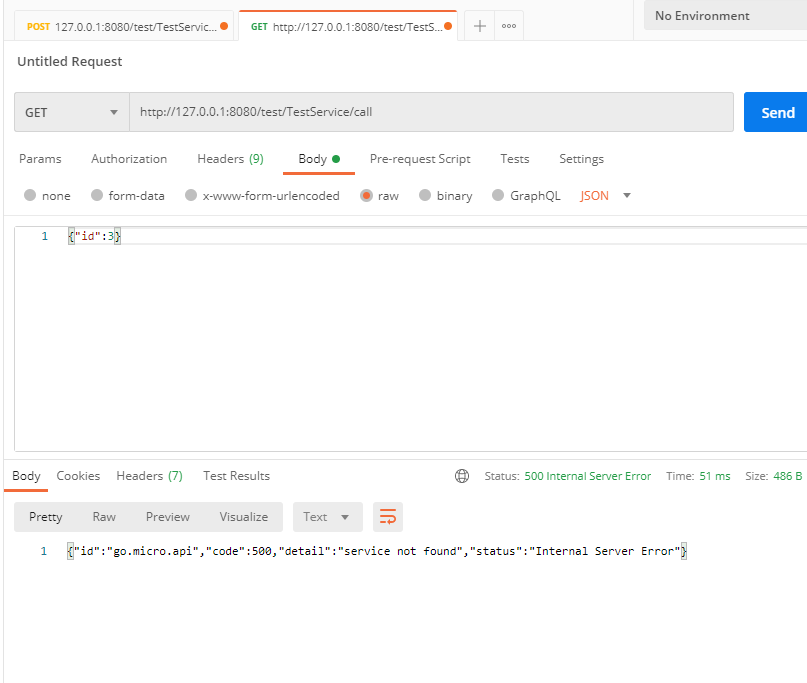 POST 127.0.0.1:8080/test/TestServic... GET http://127.0.0.1:8080/test/TestS... No Environment
Untitled Request
GET http://127.0.0.1:8080/test/TestService/call Send
Params Authorization Headers (9) Body Pre-request Script Tests Settings
none form-data x-www-form-urlencoded raw binary GraphQL JSON
1 {"id":3}
Body Cookies Headers (7) Test Results Status: 500 Internal Server Error Time: 51 ms Size: 486 B
Pretty Raw Preview Visualize Text
1 {"id":"go.micro.api","code":500,"detail":"service not found","status":"Internal Server Error"}